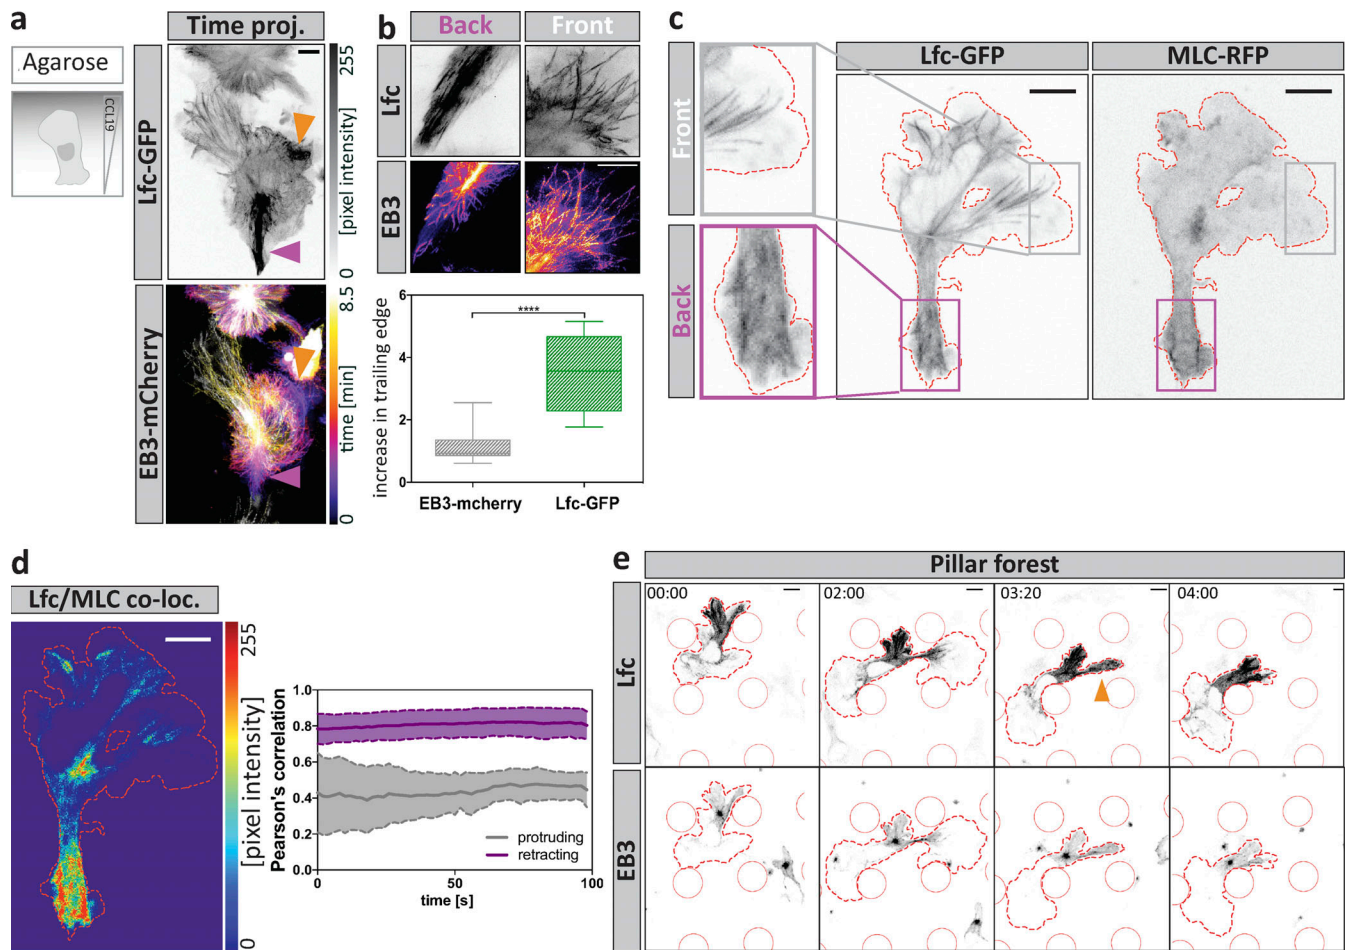 a
Time proj.
Agarose
CCL19
Lfc-GFP
255
[pixel intensity]
0
EB3-mCherry
8.5
time [min]
0
b
Back
Front
Lfc
EB3
increase in trailing edge
6
4
2
0
****
EB3-mcherry
Lfc-GFP
c
Lfc-GFP
MLC-RFP
Front
Back
d
Lfc/MLC co-loc.
255
[pixel intensity]
0
Pearson's correlation
1.0
0.8
0.6
0.4
0.2
0
protruding
retracting
0
50
100
time [s]
e
Pillar forest
Lfc
00:00
02:00
03:20
04:00
EB3